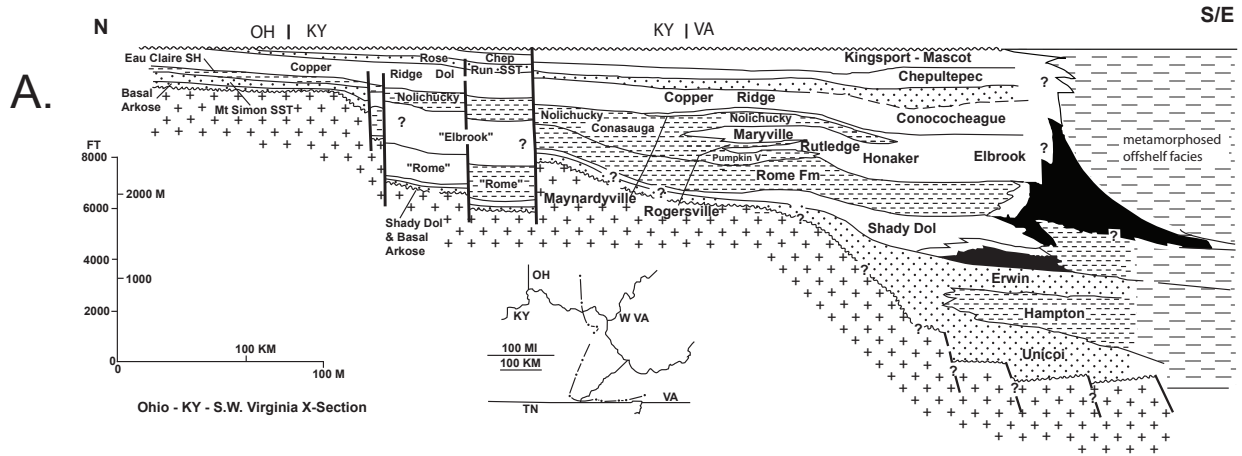 S/E
N
OH | KY
KY | VA
A.
Eau Claire SH
Copper
Rose
Chep
Kingsport - Mascot
Ridge Dol
Run SST
Chepultepec
?
Basal
Arkose
Mt Simon SST
Nolichucky
Copper Ridge
Conococheague
?
Nolichucky
Conasauga
Nolichucky
"Elbrook"
?
Maryville
Rutledge
metamorphosed
offshelf facies
FT
8000
Pumpkin V
Honaker
Elbrook
?
"Rome"
"Rome"
?
Rome Fm
2000 M
6000
Maynardyville
?
Rogersville
Shady Dol
& Basal
Arkose
Shady Dol
?
4000
?
Erwin
1000
OH
KY
W VA
Hampton
2000
?
Unicoi
100 KM
100 MI
100 KM
0
0
100 M
?
?
?
Ohio - KY - S.W. Virginia X-Section
TN
VA